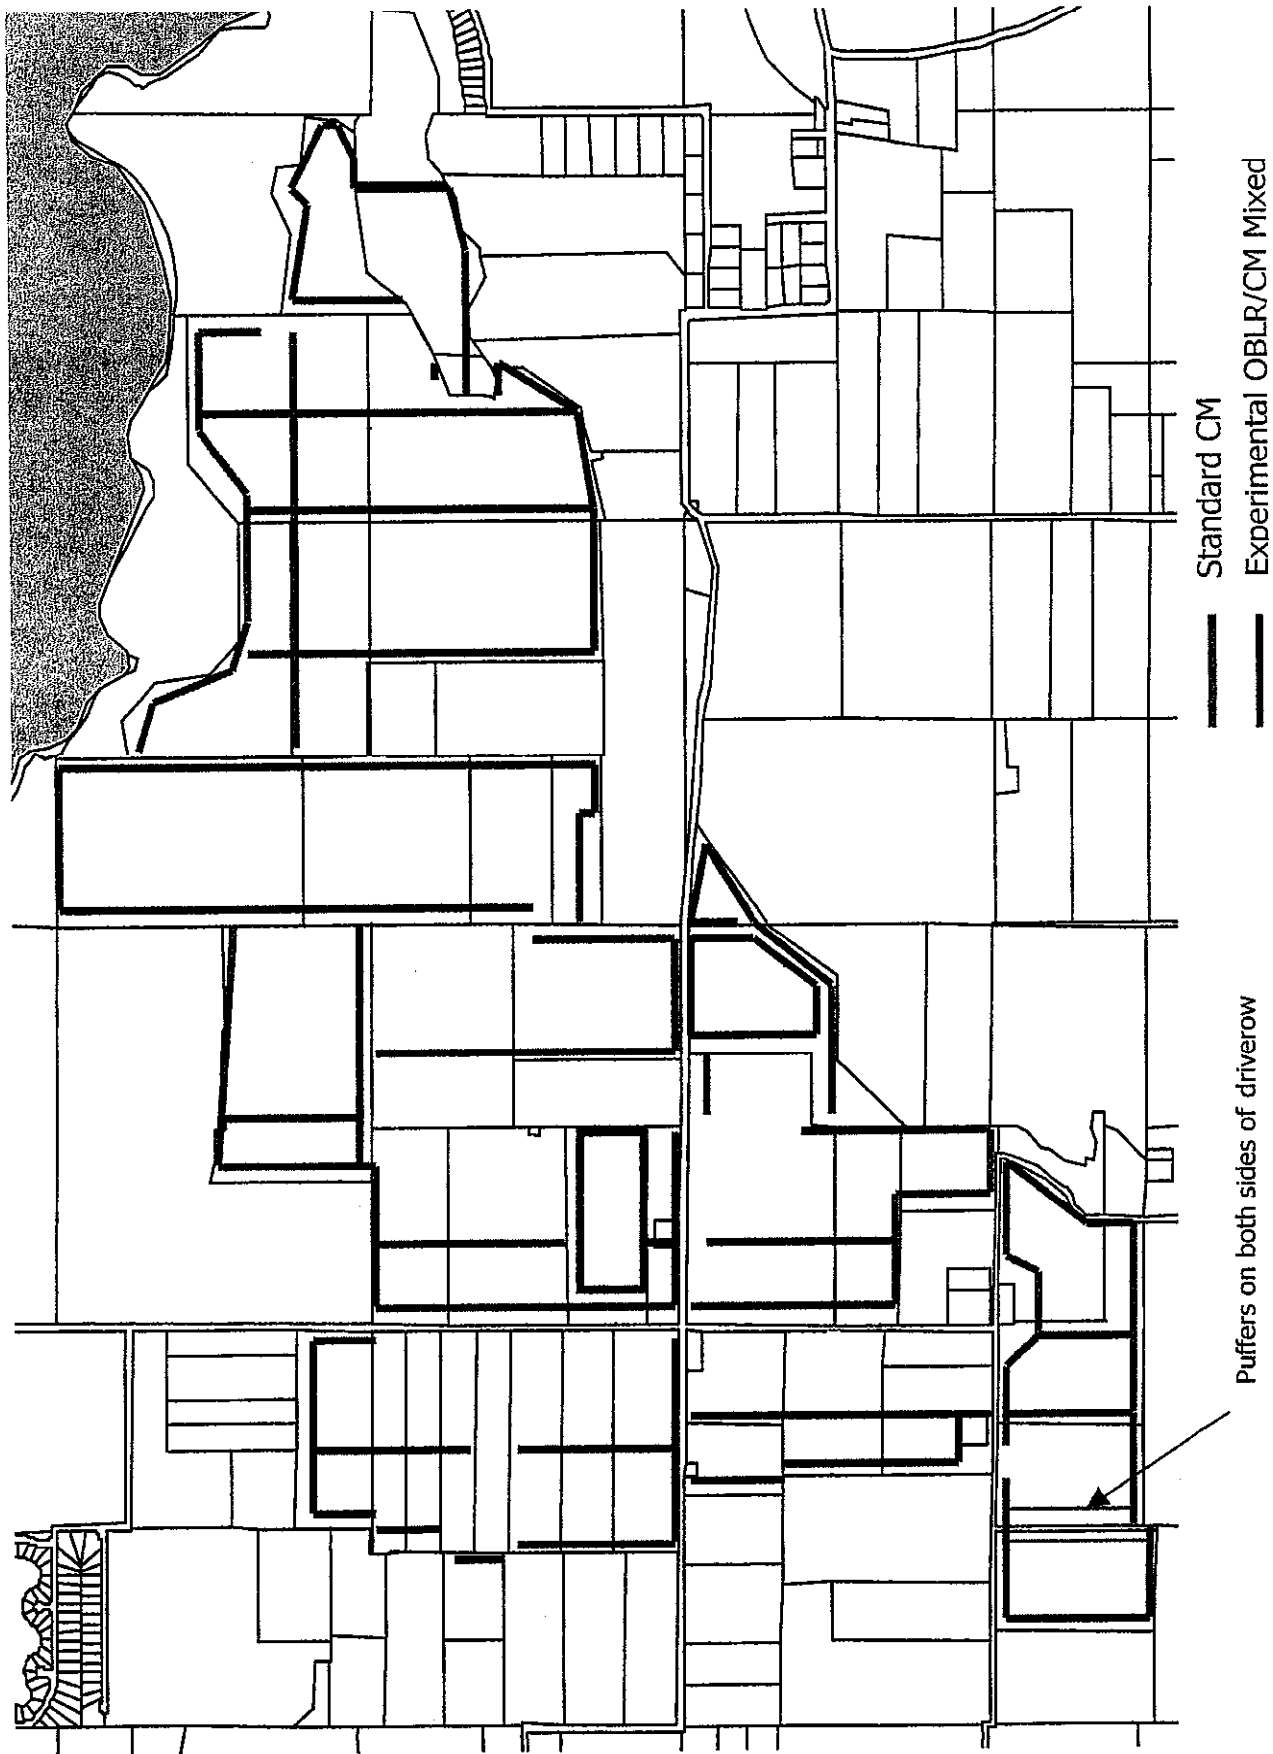 Standard CM
Experimental OBLR/CM Mixed
Puffers on both sides of driverow